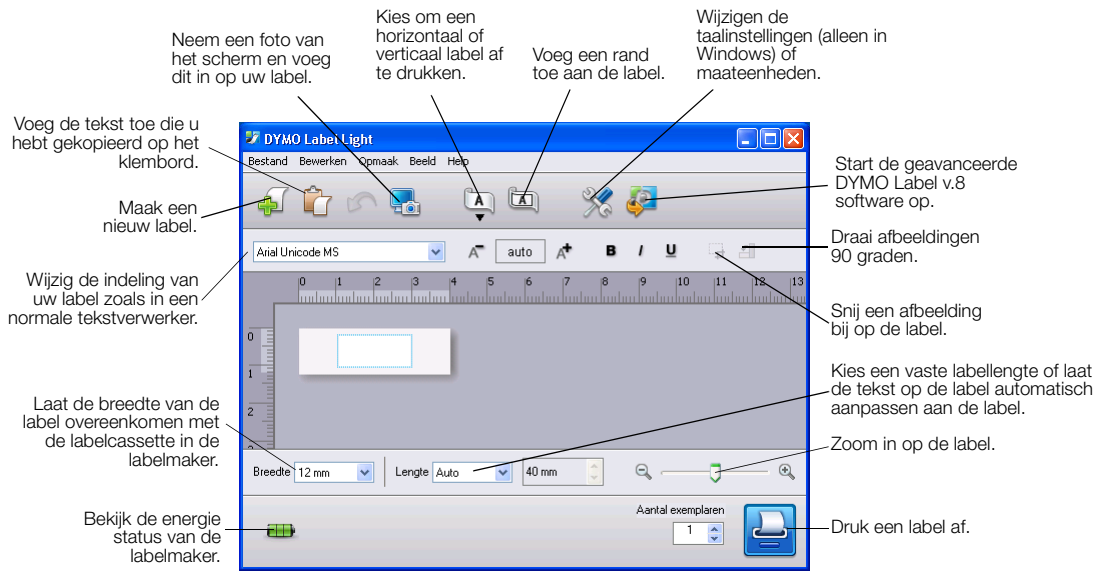 Kies om een
horizontaal of
verticaal label af
te drukken.
Wijzigen de
taalinstellingen (alleen in
Windows) of
maateenheden.
Neem een foto van
het scherm en voeg
dit in op uw label.
Voeg een rand
toe aan de label.
Voeg de tekst toe die u
hebt gekopieerd op het
klembord.
Maak een
nieuw label.
Wijzig de indeling van
uw label zoals in een
normale tekstverwerker.
Laat de breedte van de
label overeenkomen met
de labelcassette in de
labelmaker.
Bekijk de energie
status van de
labelmaker.
DYMO Label Light
Bestand Bewerken Opmaak Beeld Help
A A
Arial Unicode MS A auto A B I U
0 1 2 3 4 5 6 7 8 9 10 11 12 13
0
1
2
Breedte 12 mm Lengte Auto 40 mm
Aantal exemplaren
1
Start de geavanceerde
DYMO Label v.8
software op.
Draai afbeeldingen
90 graden.
Snij een afbeelding
bij op de label.
Kies een vaste labellengte of laat
de tekst op de label automatisch
aanpassen aan de label.
Zoom in op de label.
Druk een label af.